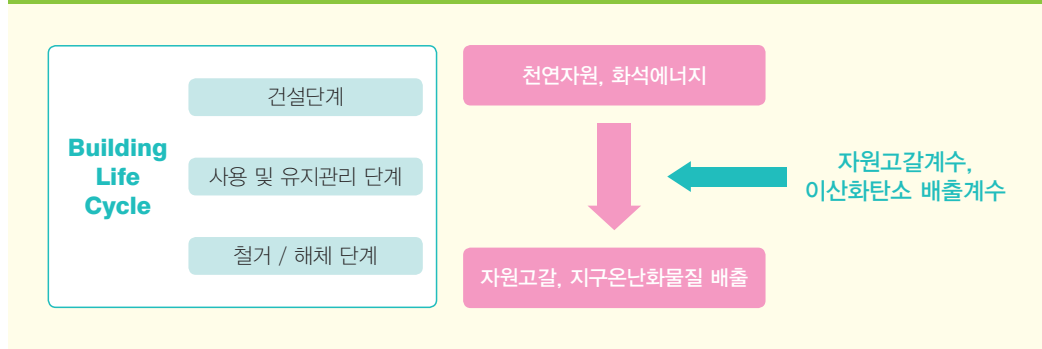 Building
Life
Cycle
건설단계
사용 및 유지관리 단계
철거 / 해체 단계
천연자원, 화석에너지
자원고갈계수,
이산화탄소 배출계수
자원고갈, 지구온난화물질 배출